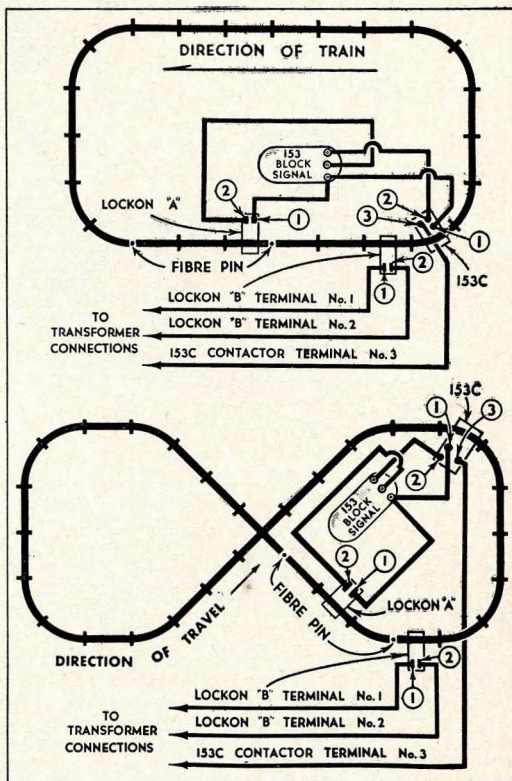 DIRECTION OF TRAIN
153
BLOCK
SIGNAL
2
1
LOCKON "A"
2
3
1
FIBRE PIN
2
1
153C
LOCKON "B" TERMINAL No. 1
LOCKON "B" TERMINAL No. 2
153C CONTACTOR TERMINAL No. 3
TO
TRANSFORMER
CONNECTIONS
153C
1
3
2
153
BLOCK
SIGNAL
2
1
LOCKON "A"
FIBRE PIN
DIRECTION OF TRAVEL
2
1
LOCKON "B" TERMINAL No. 1
LOCKON "B" TERMINAL No. 2
153C CONTACTOR TERMINAL No. 3
TO
TRANSFORMER
CONNECTIONS